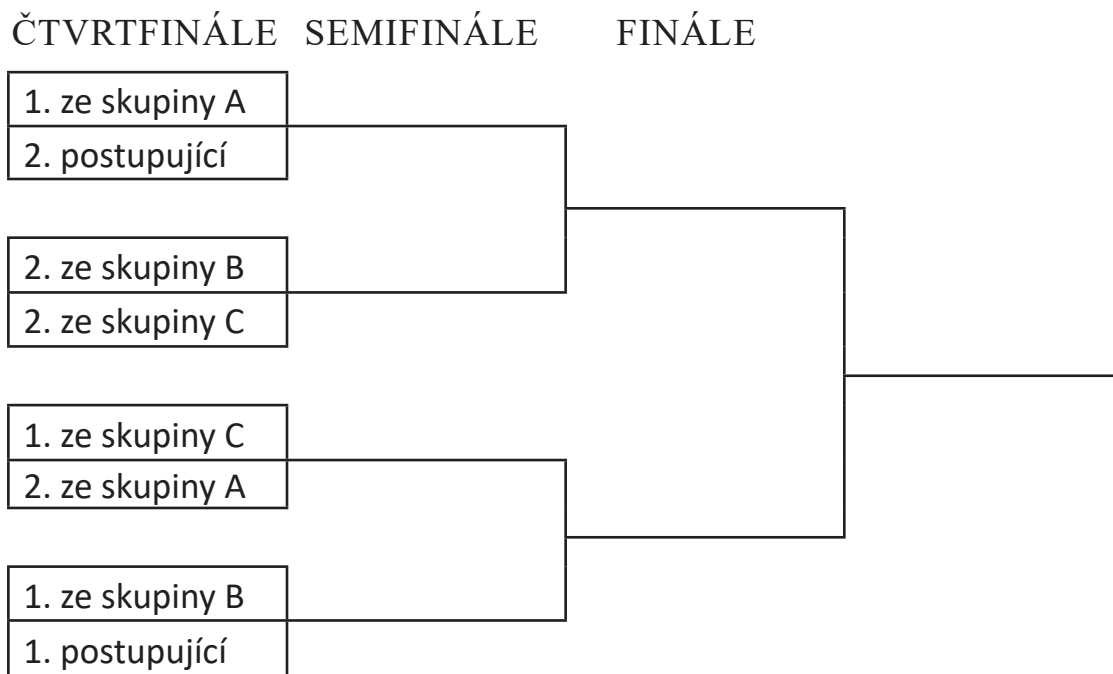 ČTVRTFINÁLE SEMIFINÁLE FINÁLE
1. ze skupiny A
2. postupující
2. ze skupiny B
2. ze skupiny C
1. ze skupiny C
2. ze skupiny A
1. ze skupiny B
1. postupující